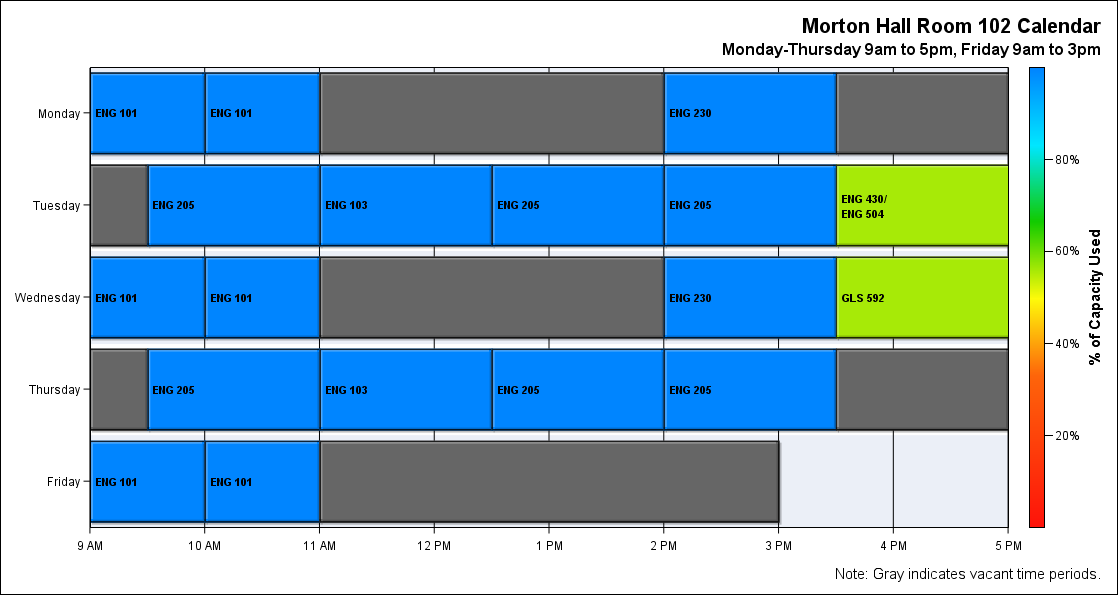 Morton Hall Room 102 Calendar
Monday-Thursday 9am to 5pm, Friday 9am to 3pm
Monday
ENG 101
ENG 101
ENG 230
Tuesday
ENG 205
ENG 103
ENG 205
ENG 205
ENG 430/
ENG 504
Wednesday
ENG 101
ENG 101
ENG 230
GLS 592
Thursday
ENG 205
ENG 103
ENG 205
ENG 205
Friday
ENG 101
ENG 101
9 AM
10 AM
11 AM
12 PM
1 PM
2 PM
3 PM
4 PM
5 PM
80%
60%
40%
20%
% of Capacity Used
Note: Gray indicates vacant time periods.